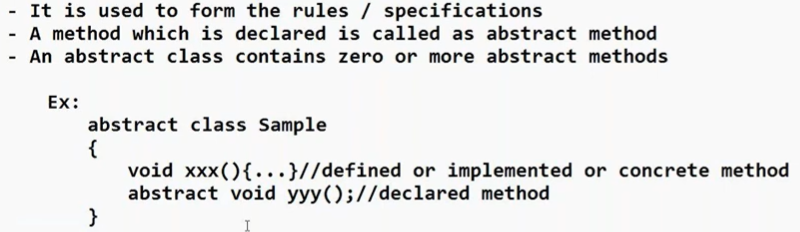 - It is used to form the rules / specifications
- A method which is declared is called as abstract method
- An abstract class contains zero or more abstract methods
Ex:
abstract class Sample
{
void xxx(){...}//defined or implemented or concrete method
abstract void yyy();//declared method
}